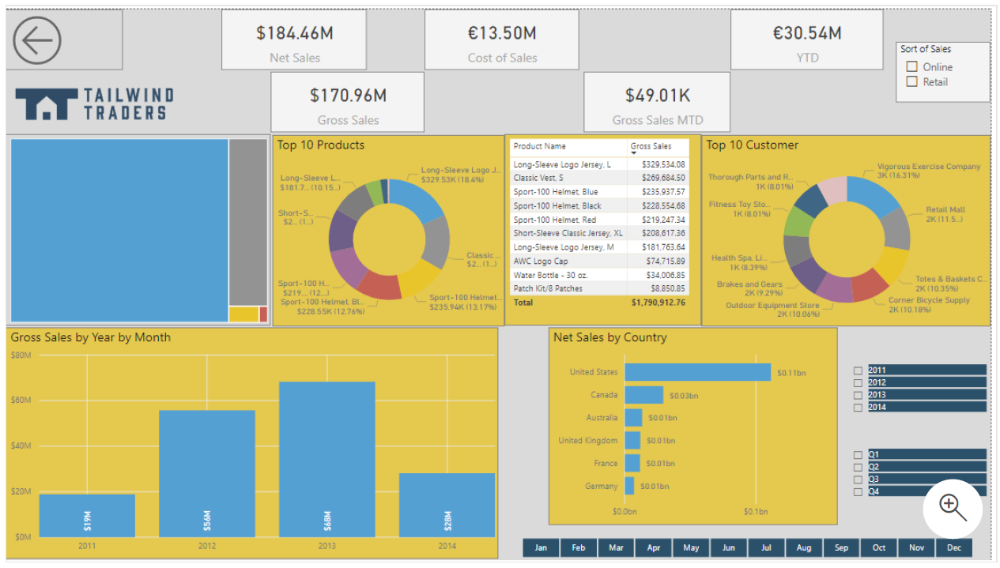 $184.46M
Net Sales
€13.50M
Cost of Sales
€30.54M
YTD
Sort of Sales
Online
Retail
TAILWIND
TRADERS
$170.96M
Gross Sales
$49.01K
Gross Sales MTD
Top 10 Products
Long-Sleeve Logo J...
$329.53K (18.4%)
Long-Sleeve L...
$181.7... (10.15...)
Short-S...
$2... (1...)
Classic ...
$2... (1...)
Sport-100 H...
$219.... (12...)
Sport-100 Helmet, Bl...
$228.55K (12.76%)
Sport-100 Helmet...
$235.94K (13.17%)
Product Name Gross Sales
Long-Sleeve Logo Jersey, L $329,534.08
Classic Vest, S $269,684.50
Sport-100 Helmet, Blue $235,937.57
Sport-100 Helmet, Black $228,554.68
Sport-100 Helmet, Red $219,247.34
Short-Sleeve Classic Jersey, XL $208,617.36
Long-Sleeve Logo Jersey, M $181,763.64
AWC Logo Cap $74,715.89
Water Bottle - 30 oz. $34,006.85
Patch Kit/8 Patches $8,850.85
Total $1,790,912.76
Top 10 Customer
Vigorous Exercise Company
3K (16.31%)
Thorough Parts and R...
1K (8.01%)
Fitness Toy Sto...
1K (8.01%)
Retail Mall
2K (11.5...)
Health Spa, Li...
1K (8.39%)
Brakes and Gears
2K (9.29%)
Outdoor Equipment Store
2K (10.06%)
Totes & Baskets C...
2K (10.35%)
Corner Bicycle Supply
2K (10.18%)
Gross Sales by Year by Month
$80M
$60M
$40M
$20M
$0M
$19M
$56M
$68M
$28M
2011 2012 2013 2014
Net Sales by Country
United States $0.11bn
Canada $0.03bn
Australia $0.01bn
United Kingdom $0.01bn
France $0.01bn
Germany $0.01bn
$0.0bn $0.1bn
2011
2012
2013
2014
Q1
Q2
Q3
Q4
Jan Feb Mar Apr May Jun Jul Aug Sep Oct Nov Dec